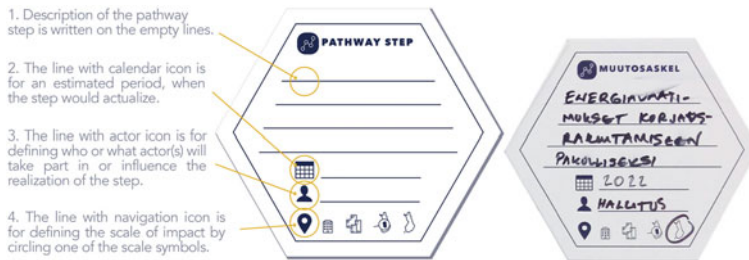 1. Description of the pathway
step is written on the empty lines.
2. The line with calendar icon is
for an estimated period, when
the step would actualize.
3. The line with actor icon is for
defining who or what actor(s) will
take part in or influence the
realization of the step.
4. The line with navigation icon is
for defining the scale of impact by
circling one of the scale symbols.
PATHWAY STEP
MUUTOSASKEL
ENERGIAVAATI-
MUKSET KORJAUS-
RAKENTAMISEEN
PAKOLLISEKSI
2022
HALLITUS